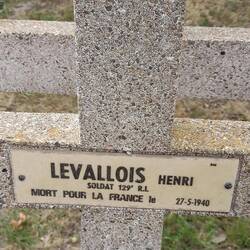 LEVALLOIS HENRI
SOLDAT 129e R.I.
MORT POUR LA FRANCE le 27-5-1940